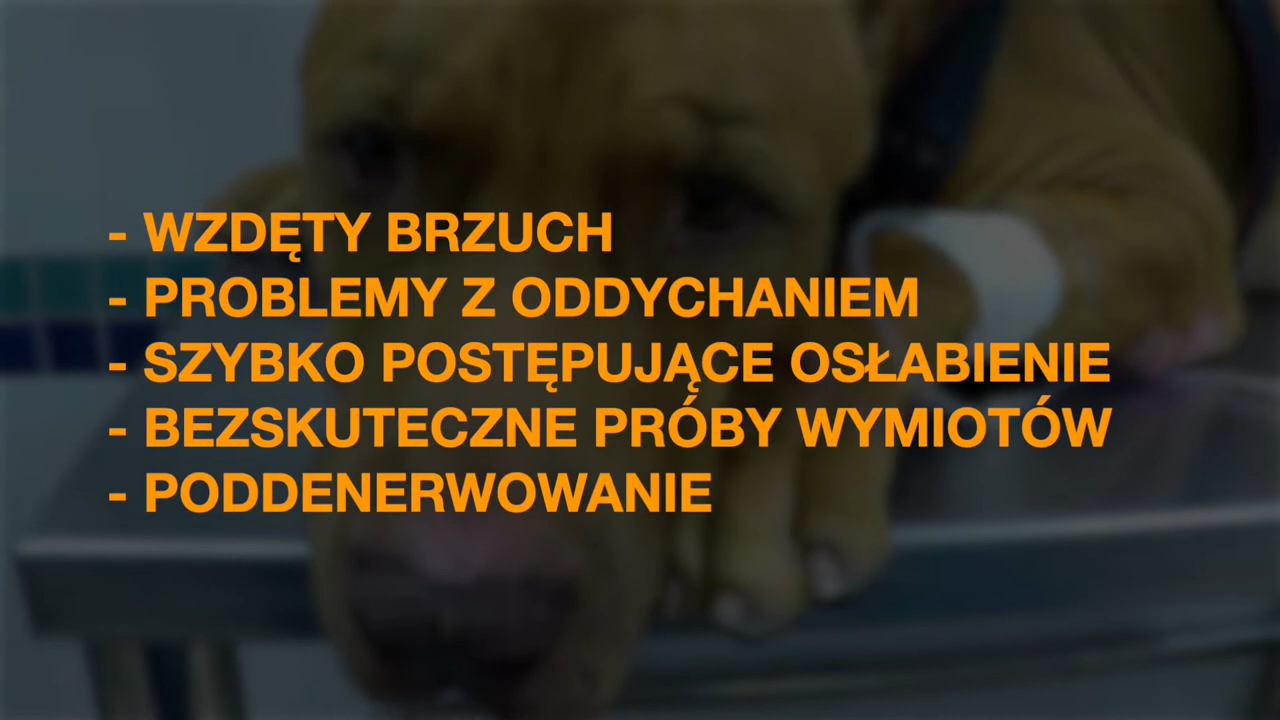 - WZDĘTY BRZUCH
- PROBLEMY Z ODDYCHANIEM
- SZYBKO POSTĘPUJĄCE OSŁABIENIE
- BEZSKUTECZNE PRÓBY WYMIOTÓW
- PODDENERWOWANIE